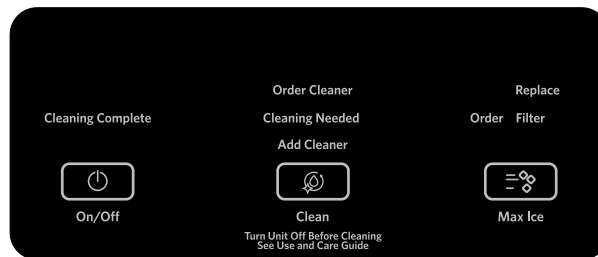 Order Cleaner
Replace
Cleaning Complete
Cleaning Needed
Order Filter
Add Cleaner
On/Off
Clean
Max Ice
Turn Unit Off Before Cleaning
See Use and Care Guide